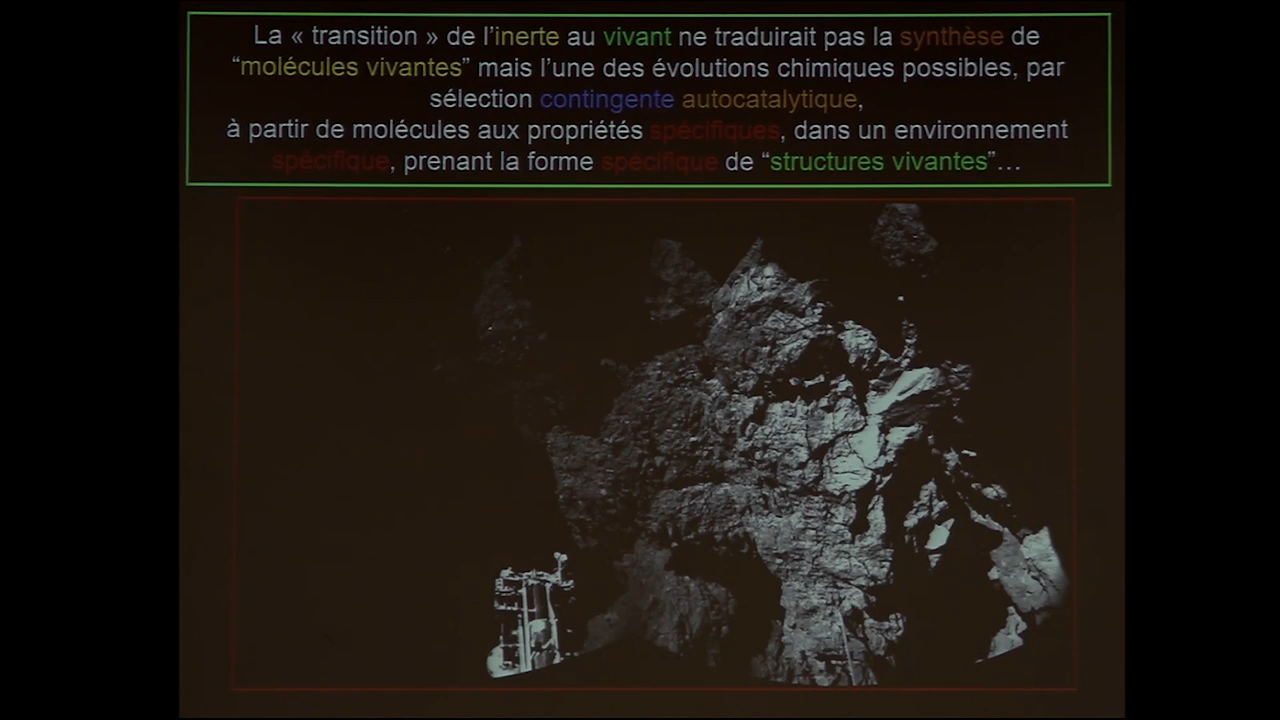 La « transition » de l’inerte au vivant ne traduirait pas la synthèse de
“molécules vivantes” mais l’une des évolutions chimiques possibles, par
sélection contingente autocatalytique,
à partir de molécules aux propriétés spécifiques, dans un environnement
spécifique, prenant la forme spécifique de “structures vivantes”…